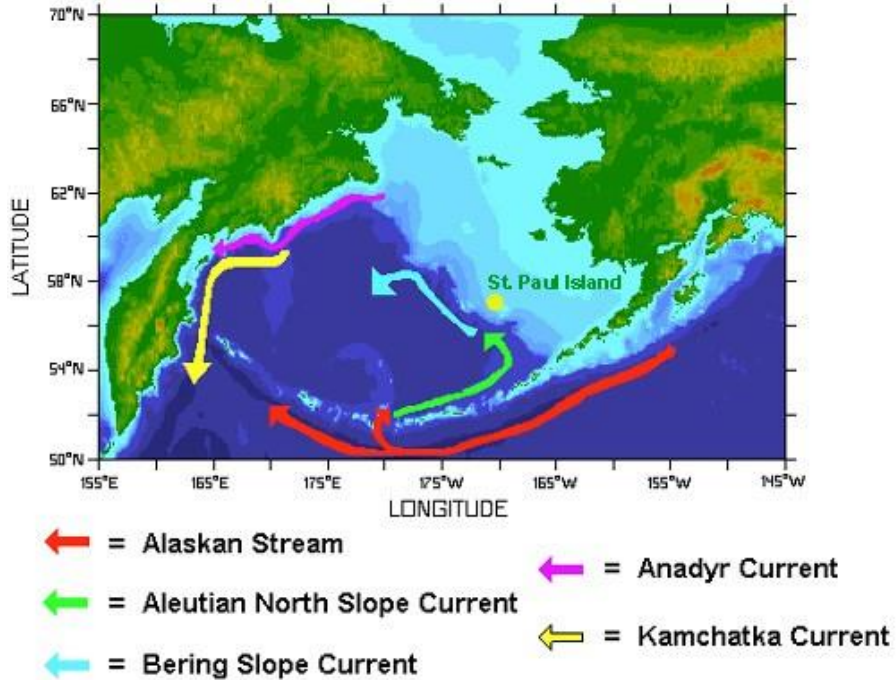 70°N
66°N
62°N
58°N
54°N
50°N
LATITUDE
St. Paul Island
155°E
165°E
175°E
175°W
165°W
155°W
145°W
LONGITUDE
= Alaskan Stream
= Aleutian North Slope Current
= Bering Slope Current
= Anadyr Current
= Kamchatka Current